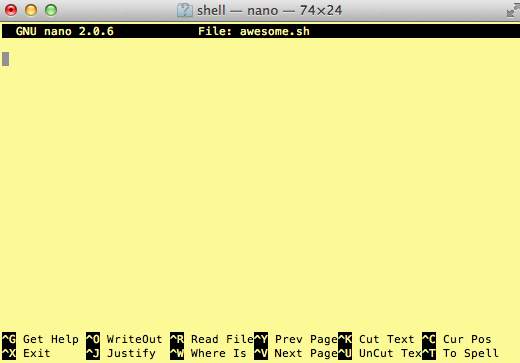 shell — nano — 74×24
GNU nano 2.0.6 File: awesome.sh
^G Get Help ^O WriteOut ^R Read File ^Y Prev Page ^K Cut Text ^C Cur Pos
^X Exit ^J Justify ^W Where Is ^V Next Page ^U UnCut Tex ^T To Spell